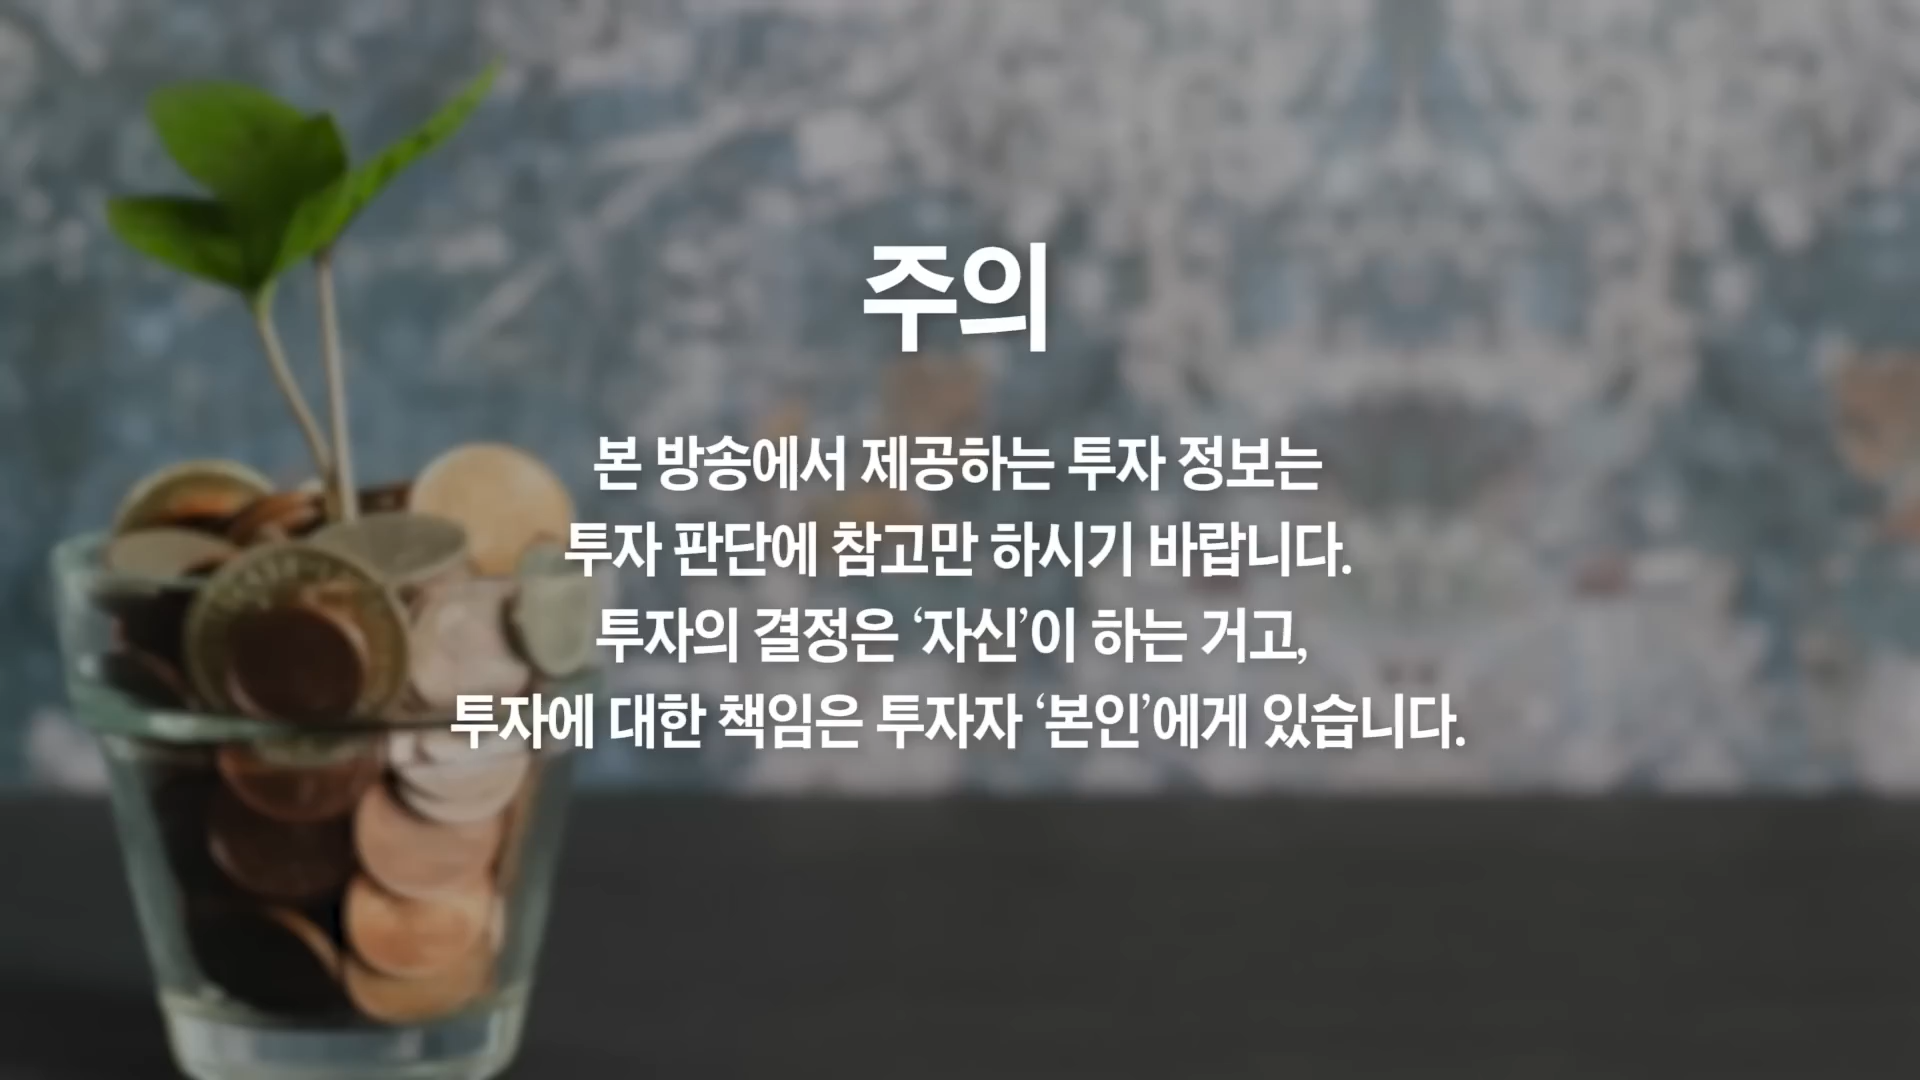 주의
본 방송에서 제공하는 투자 정보는
투자 판단에 참고만 하시기 바랍니다.
투자의 결정은 ‘자신’이 하는 거고,
투자에 대한 책임은 투자자 ‘본인’에게 있습니다.